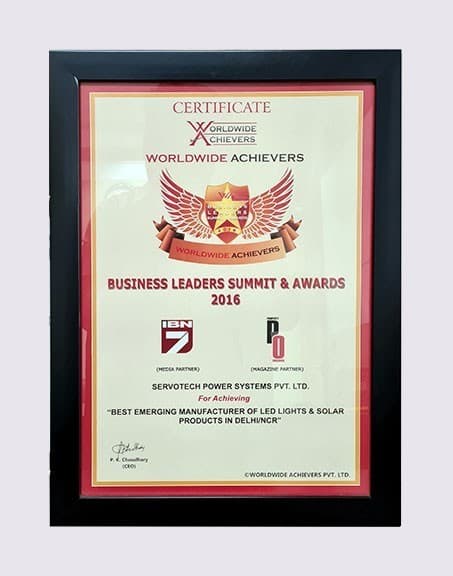 CERTIFICATE
WORLDWIDE
ACHIEVERS
WORLDWIDE ACHIEVERS
WORLDWIDE ACHIEVERS
BUSINESS LEADERS SUMMIT & AWARDS
2016
IBN
7
PO
(MEDIA PARTNER)
(MAGAZINE PARTNER)
SERVOTECH POWER SYSTEMS PVT. LTD.
For Achieving
"BEST EMERGING MANUFACTURER OF LED LIGHTS & SOLAR
PRODUCTS IN DELHI/NCR"
P. K. Choudhary
(CEO)
©WORLDWIDE ACHIEVERS PVT. LTD.